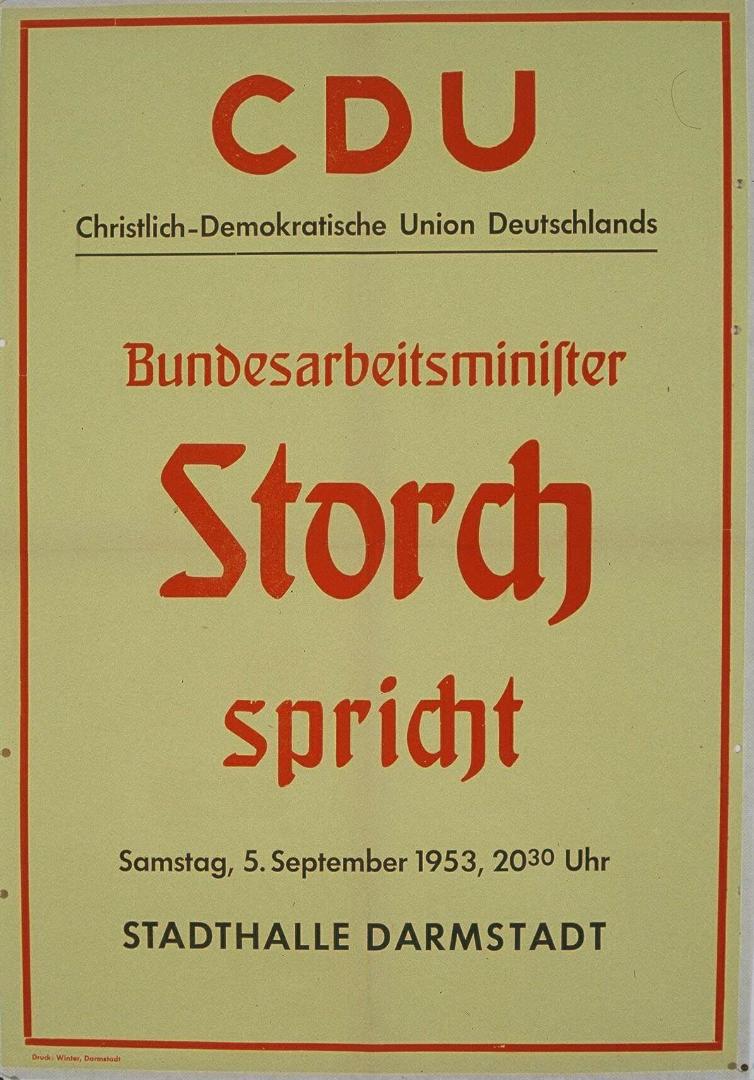 CDU
Christlich-Demokratische Union Deutschlands
Bundesarbeitsminiſter
Storch
spricht
Samstag, 5. September 1953, 20³⁰ Uhr
STADTHALLE DARMSTADT
Druck: Winter, Darmstadt